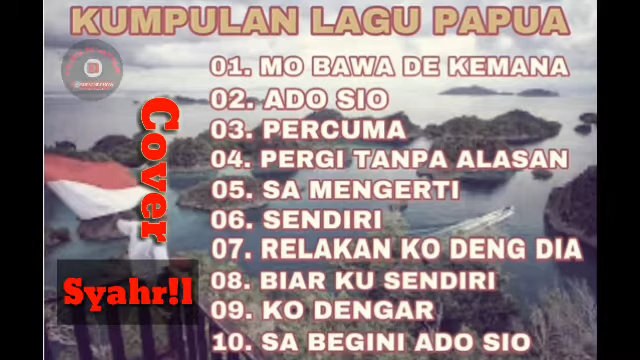 KUMPULAN LAGU PAPUA
01. MO BAWA DE KEMANA
02. ADO SIO
03. PERCUMA
04. PERGI TANPA ALASAN
05. SA MENGERTI
06. SENDIRI
07. RELAKAN KO DENG DIA
08. BIAR KU SENDIRI
09. KO DENGAR
10. SA BEGINI ADO SIO
Cover
Syahr!l